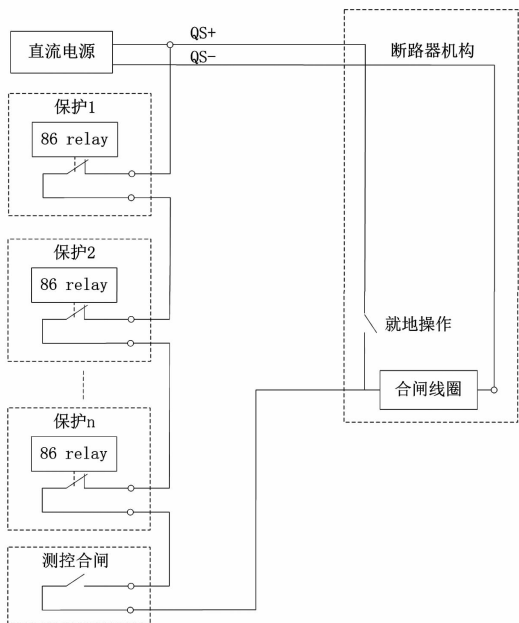 QS+
直流电源
QS-
断路器机构
保护1
86 relay
保护2
86 relay
就地操作
合闸线圈
保护n
86 relay
测控合闸